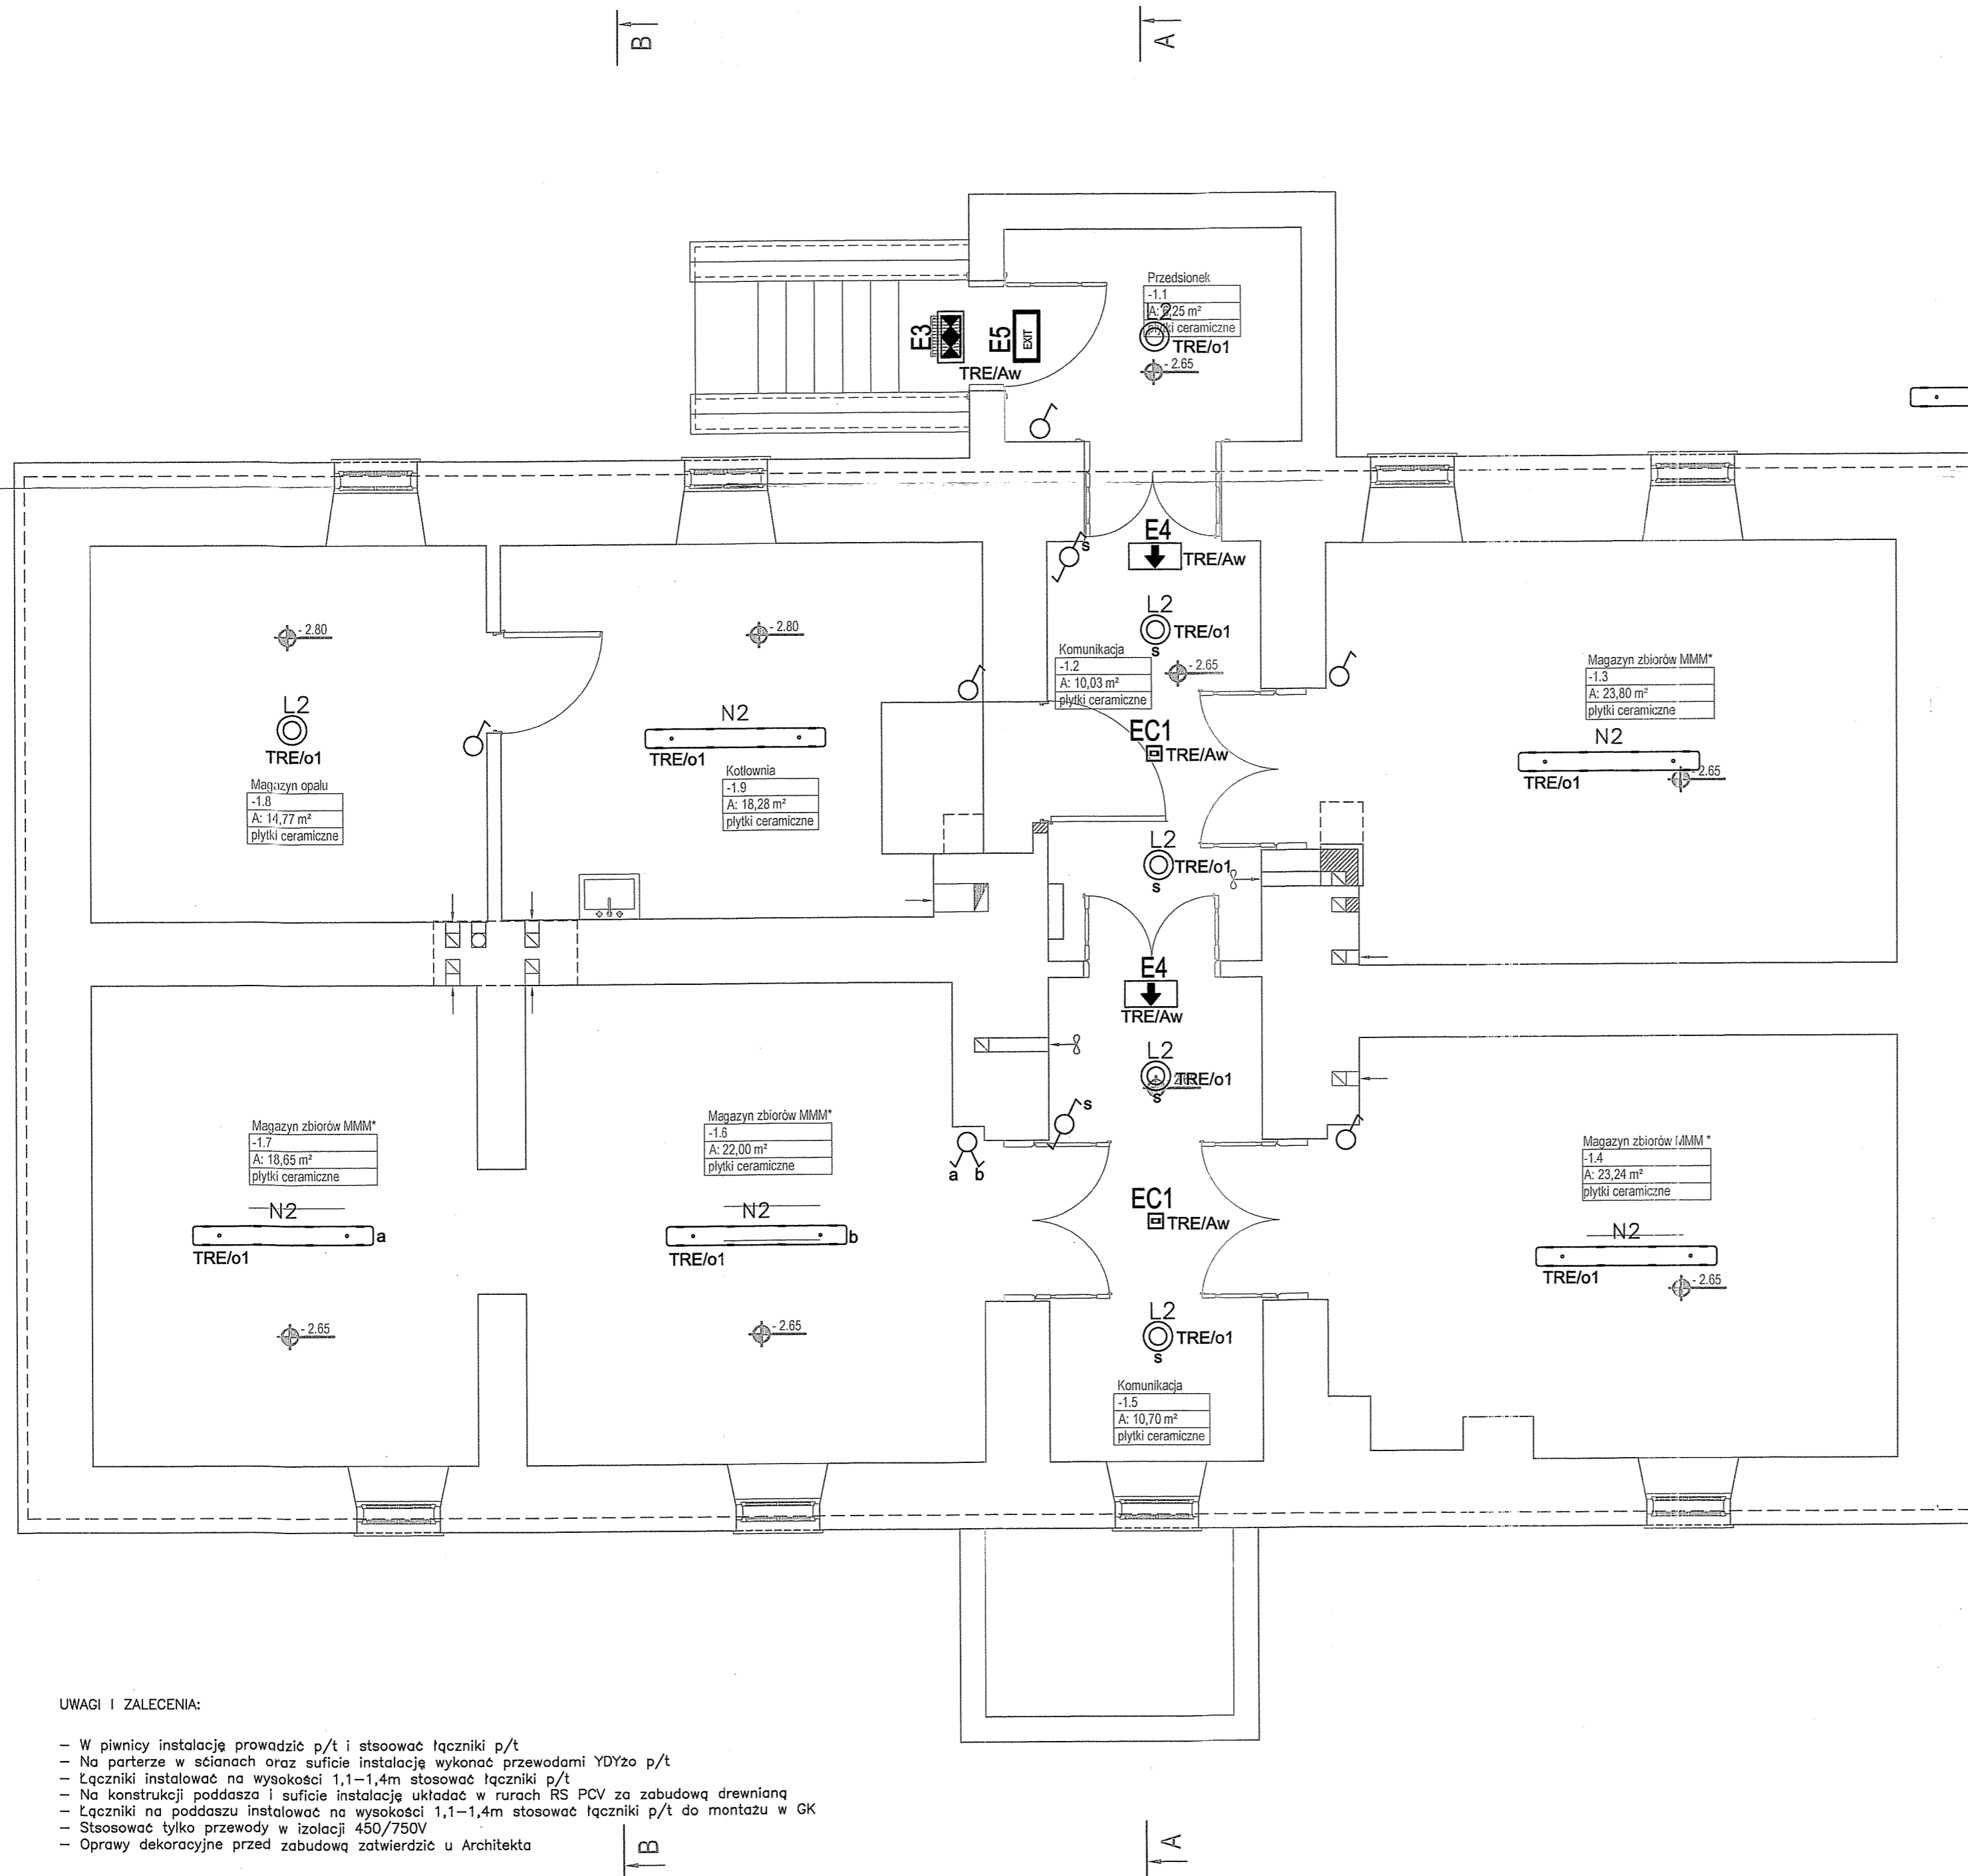 B
A
Przedsionek
-1.1
L2
ceramiczne
TRE/o1
- 2.65
E3
E5
EXIT
TRE/Aw
s
E4
TRE/Aw
L2
TRE/o1
s
Komunikacja
-1.2
A: 10,03 m²
płytki ceramiczne
- 2.65
EC1
TRE/Aw
- 2.80
L2
TRE/o1
Magazyn opału
-1.8
A: 14,77 m²
płytki ceramiczne
- 2.80
N2
TRE/o1
Kotłownia
-1.9
A: 18,28 m²
płytki ceramiczne
Magazyn zbiorów MMM*
-1.3
A: 23,80 m²
płytki ceramiczne
N2
TRE/o1
- 2.65
L2
TRE/o1
s
E4
TRE/Aw
L2
TRE/o1
s
s
Magazyn zbiorów MMM*
-1.7
A: 18,65 m²
płytki ceramiczne
N2
a
TRE/o1
- 2.65
Magazyn zbiorów MMM*
-1.6
A: 22,00 m²
płytki ceramiczne
N2
b
TRE/o1
- 2.65
a b
EC1
TRE/Aw
L2
TRE/o1
s
Komunikacja
-1.5
A: 10,70 m²
płytki ceramiczne
Magazyn zbiorów MMM *
-1.4
A: 23,24 m²
płytki ceramiczne
N2
TRE/o1
- 2.65
UWAGI I ZALECENIA:
– W piwnicy instalację prowadzić p/t i stsoować łączniki p/t
– Na parterze w sćianach oraz suficie instalację wykonać przewodami YDYżo p/t
– Łączniki instalować na wysokości 1,1–1,4m stosować łączniki p/t
– Na konstrukcji poddasza i suficie instalację układać w rurach RS PCV za zabudową drewnianą
– Łączniki na poddaszu instalować na wysokości 1,1–1,4m stosować łączniki p/t do montażu w GK
– Stsosować tylko przewody w izolacji 450/750V
– Oprawy dekoracyjne przed zabudową zatwierdzić u Architekta
B
A